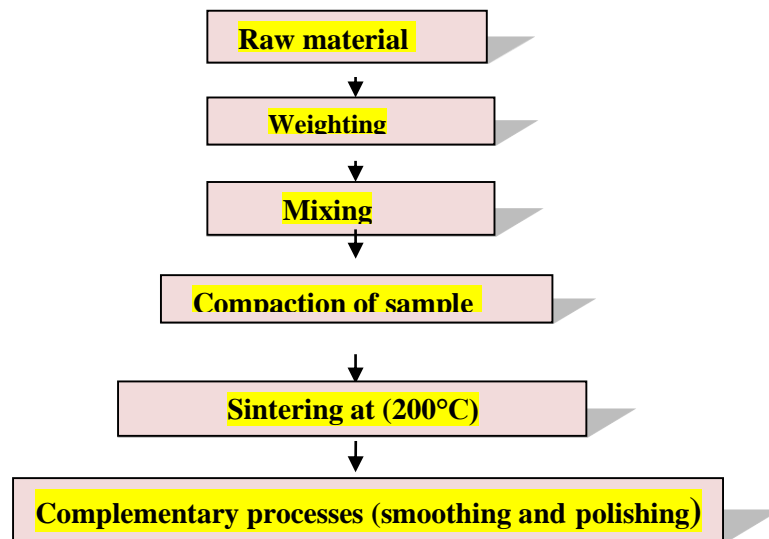 Raw material
Weighting
Mixing
Compaction of sample
Sintering at (200°C)
Complementary processes (smoothing and polishing)